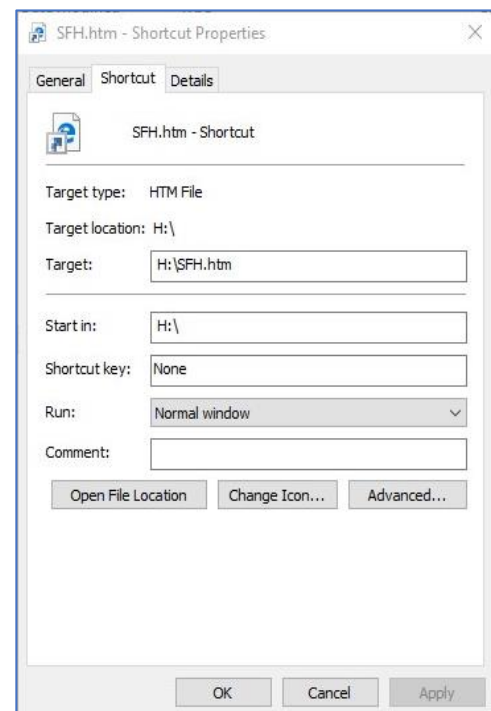 SFH.htm - Shortcut Properties
General Shortcut Details
SFH.htm - Shortcut
Target type: HTM File
Target location: H:\
Target: H:\SFH.htm
Start in: H:\
Shortcut key: None
Run: Normal window
Comment:
Open File Location Change Icon... Advanced...
OK Cancel Apply